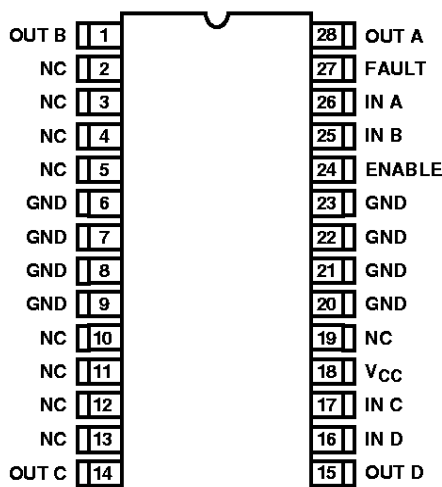 OUT B 1 28 OUT A
NC 2 27 FAULT
NC 3 26 IN A
NC 4 25 IN B
NC 5 24 ENABLE
GND 6 23 GND
GND 7 22 GND
GND 8 21 GND
GND 9 20 GND
NC 10 19 NC
NC 11 18 VCC
NC 12 17 IN C
NC 13 16 IN D
OUT C 14 15 OUT D